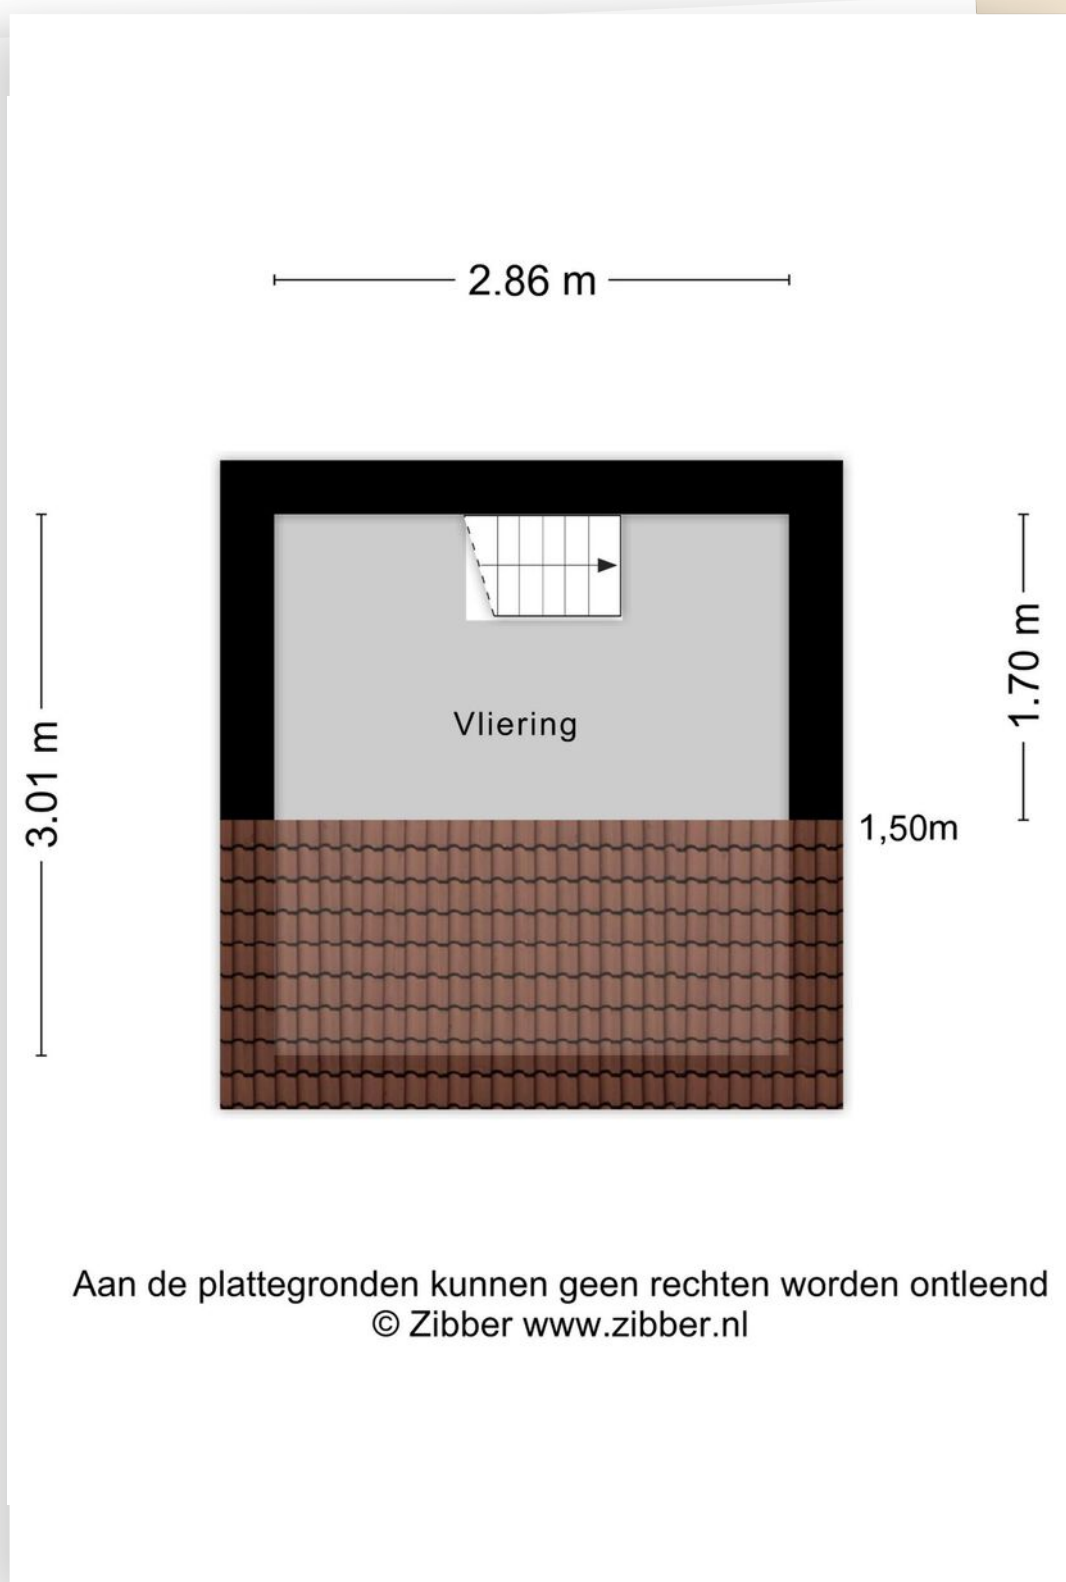 2.86 m
3.01 m
1.70 m
Vliering
1,50m
Aan de plattegronden kunnen geen rechten worden ontleend
© Zibber www.zibber.nl